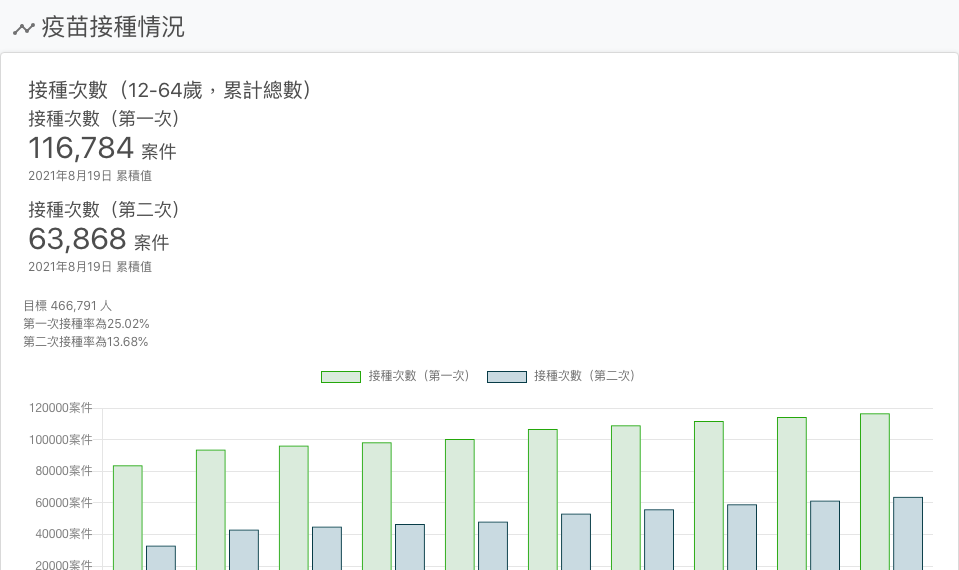 疫苗接種情況
接種次數（12-64歲，累計總數）
接種次數（第一次）
116,784 案件
2021年8月19日 累積值
接種次數（第二次）
63,868 案件
2021年8月19日 累積值
目標 466,791 人
第一次接種率為25.02%
第二次接種率為13.68%
接種次數（第一次） 接種次數（第二次）
120000案件
100000案件
80000案件
60000案件
40000案件
20000案件